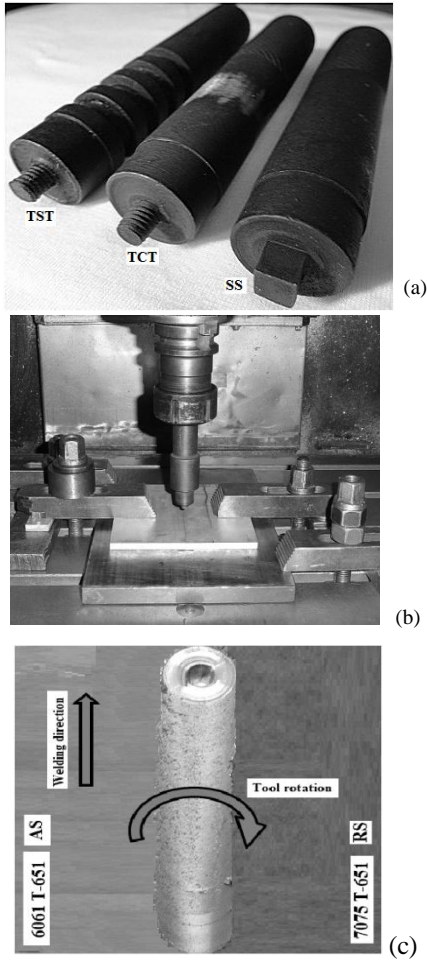 TST
TCT
SS
(a)
(b)
Welding direction
Tool rotation
AS
6061 T-651
RS
7075 T-651
(c)